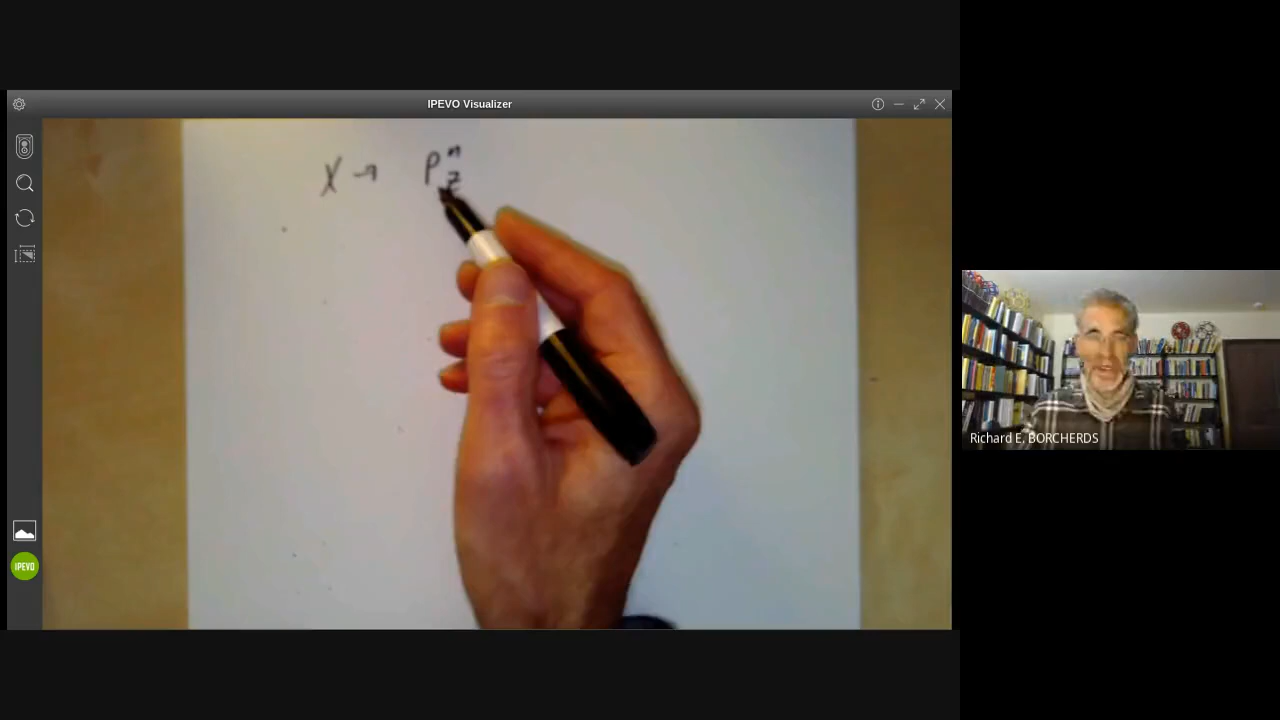 IPEVO Visualizer
X → P^n_Z
IPEVO
Richard E. BORCHERDS